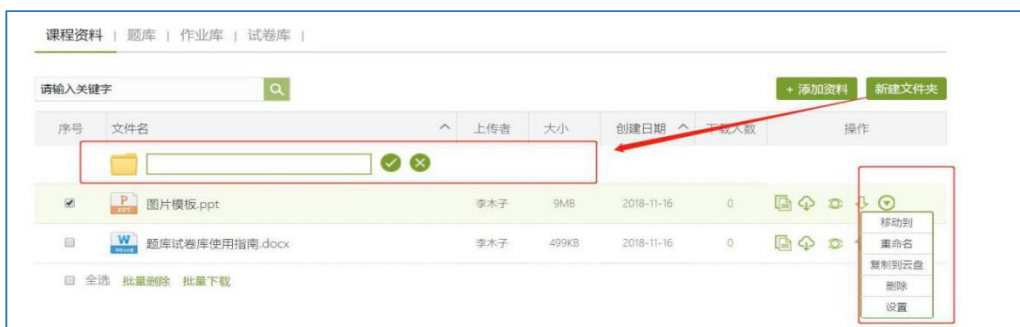 课程资料 | 题库 | 作业库 | 试卷库 |
请输入关键字 + 添加资料 新建文件夹
序号 文件名 上传者 大小 创建日期 下载人数 操作
图片模板.ppt 李木子 9MB 2018-11-16 0
移动到
题库试卷库使用指南.docx 李木子 499KB 2018-11-16 0 重命名
复制到云盘
全选 批量删除 批量下载 删除
设置